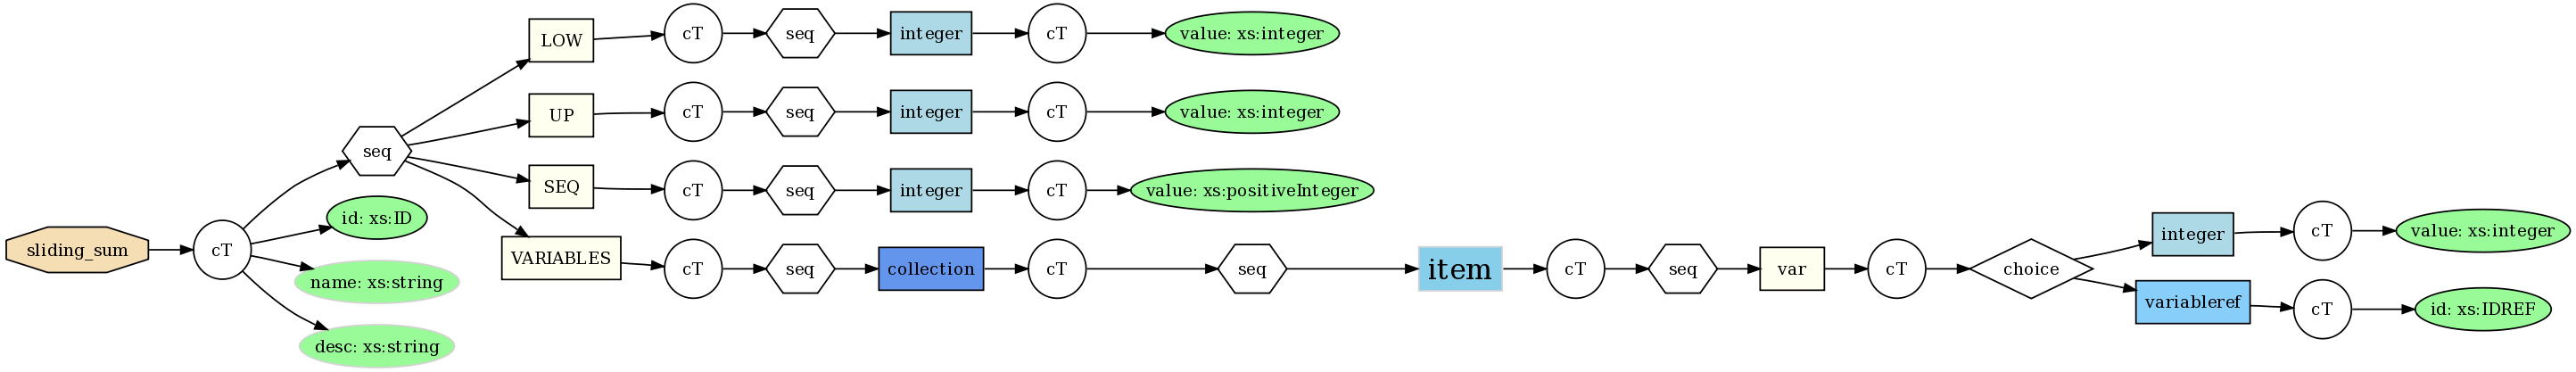 LOW
cT
seq
integer
cT
value: xs:integer
UP
cT
seq
integer
cT
value: xs:integer
seq
SEQ
cT
seq
integer
cT
value: xs:positiveInteger
id: xs:ID
sliding_sum
cT
VARIABLES
cT
seq
collection
cT
seq
item
cT
seq
var
cT
choice
integer
cT
value: xs:integer
variableref
cT
id: xs:IDREF
name: xs:string
desc: xs:string